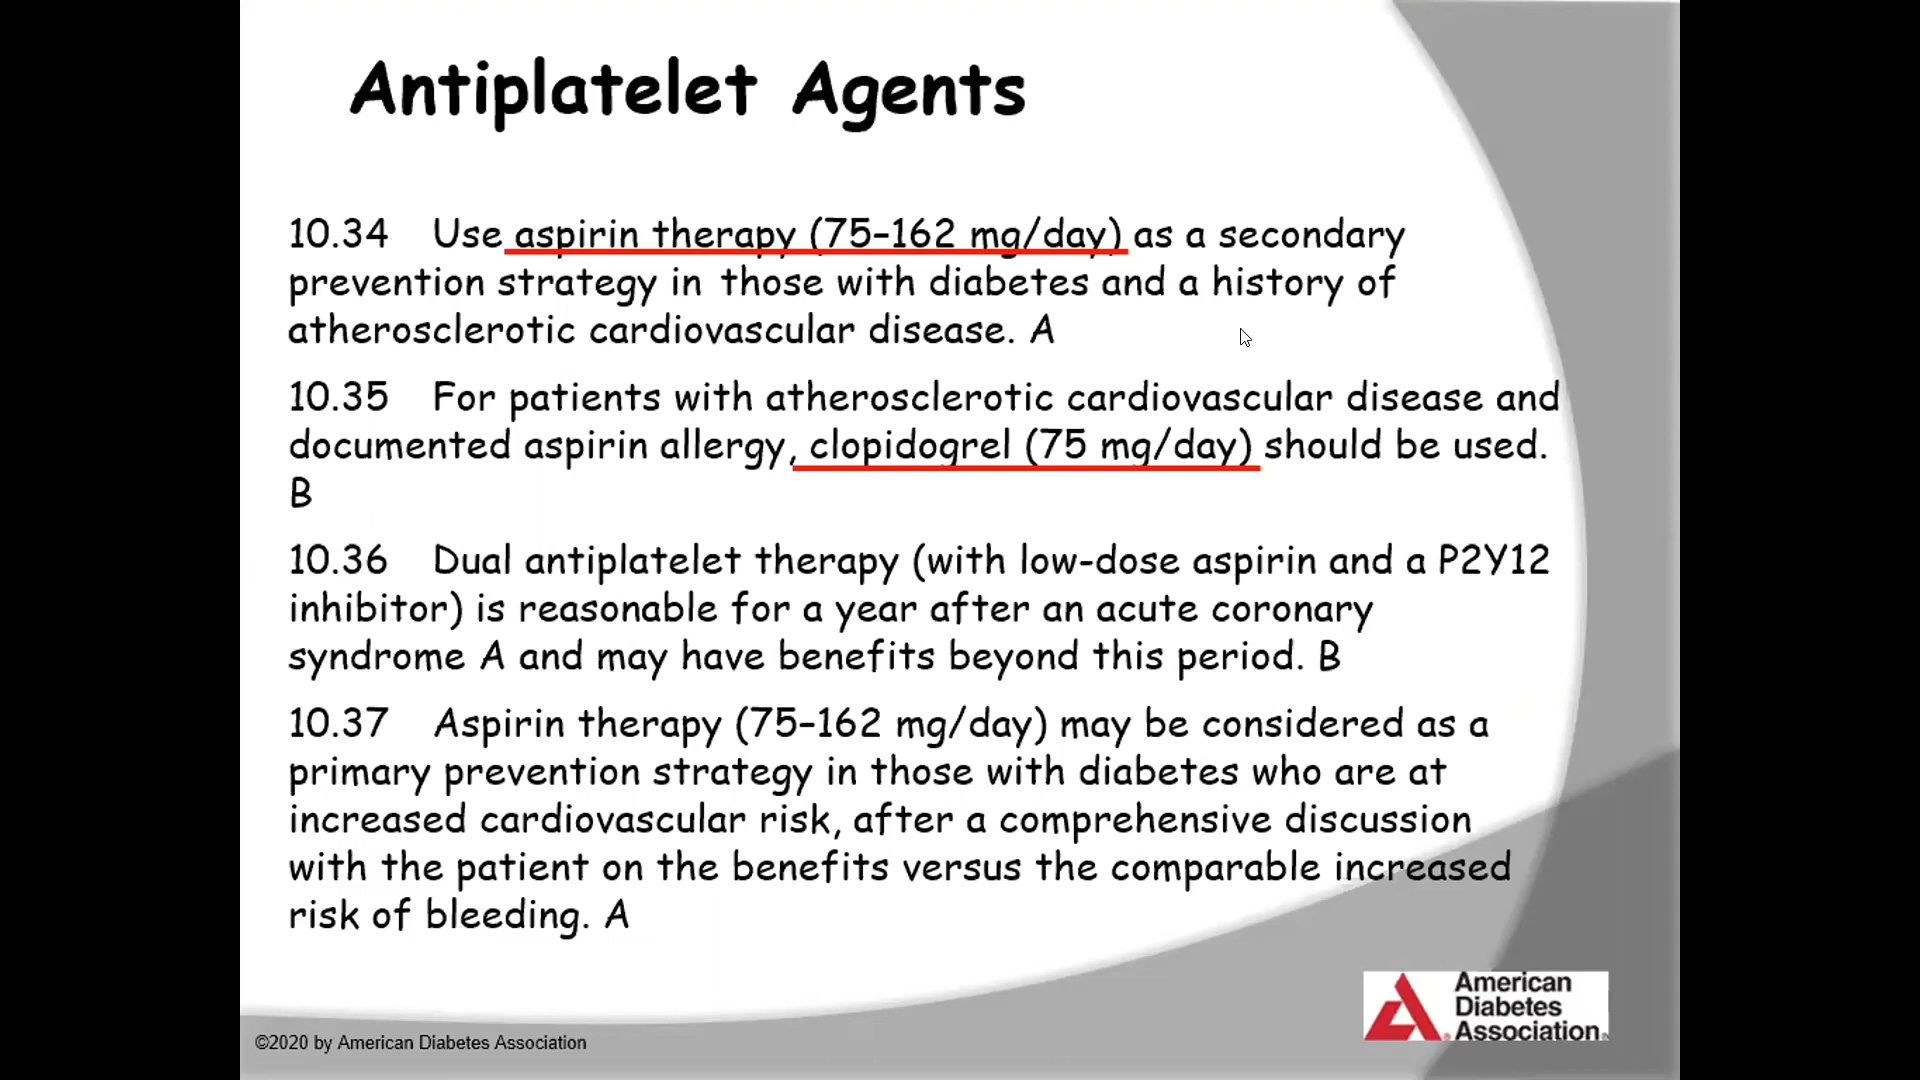 Antiplatelet Agents
10.34 Use aspirin therapy (75–162 mg/day) as a secondary
prevention strategy in those with diabetes and a history of
atherosclerotic cardiovascular disease. A
10.35 For patients with atherosclerotic cardiovascular disease and
documented aspirin allergy, clopidogrel (75 mg/day) should be used.
B
10.36 Dual antiplatelet therapy (with low-dose aspirin and a P2Y12
inhibitor) is reasonable for a year after an acute coronary
syndrome A and may have benefits beyond this period. B
10.37 Aspirin therapy (75–162 mg/day) may be considered as a
primary prevention strategy in those with diabetes who are at
increased cardiovascular risk, after a comprehensive discussion
with the patient on the benefits versus the comparable increased
risk of bleeding. A
American
Diabetes
Association®
©2020 by American Diabetes Association